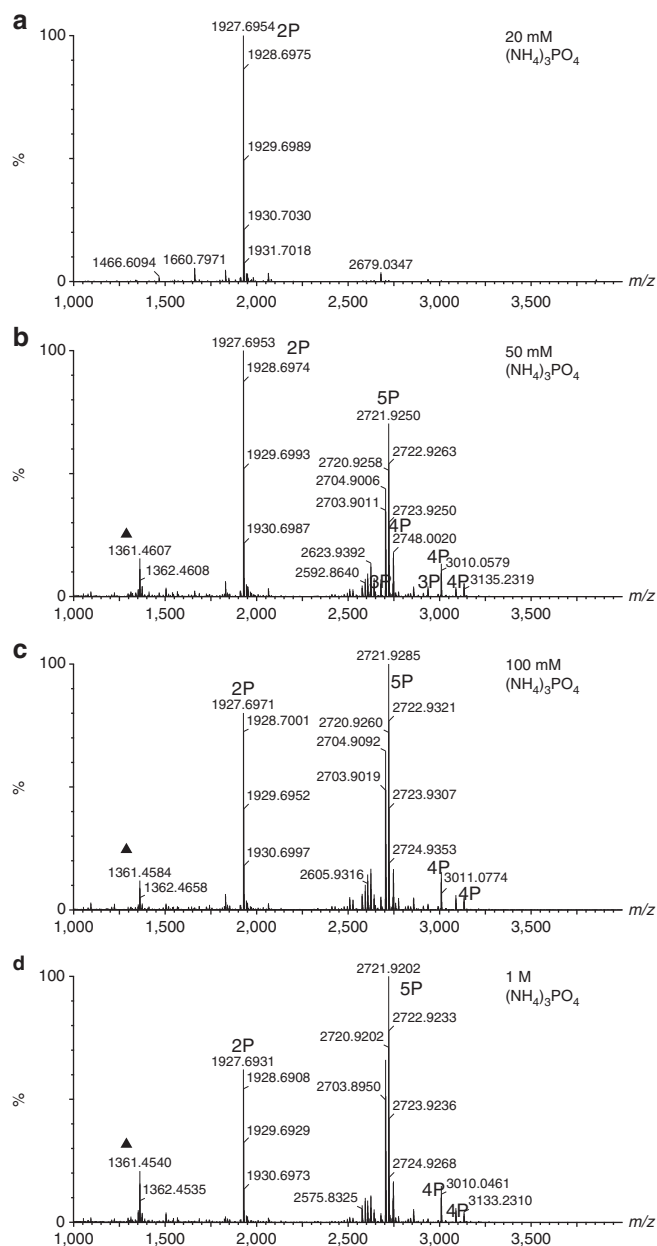 a
100
1927.6954
2P
20 mM
(NH4)3PO4
1928.6975
1929.6989
%
1930.7030
1931.7018
1466.6094
1660.7971
2679.0347
0
1,000 1,500 2,000 2,500 3,000 3,500 m/z
b
100
1927.6953
2P
50 mM
(NH4)3PO4
1928.6974
5P
2721.9250
1929.6993
2720.9258
2722.9263
%
2704.9006
2703.9011
2723.9250
4P
1930.6987
2748.0020
▲
1361.4607
2623.9392
4P
3010.0579
1362.4608
2592.8640
3P
3P
4P
3135.2319
0
1,000 1,500 2,000 2,500 3,000 3,500 m/z
c
100
2721.9285
100 mM
(NH4)3PO4
2P
5P
1927.6971
1928.7001
2720.9260
2722.9321
2704.9092
%
2703.9019
1929.6952
2723.9307
▲
1930.6997
2724.9353
1361.4584
2605.9316
4P
3011.0774
1362.4658
4P
0
1,000 1,500 2,000 2,500 3,000 3,500 m/z
d
100
2721.9202
1 M
(NH4)3PO4
5P
2722.9233
2P
1927.6931
2720.9202
1928.6908
2703.8950
%
1929.6929
2723.9236
▲
1361.4540
1930.6973
2724.9268
1362.4535
2575.8325
4P
3010.0461
4P
3133.2310
0
1,000 1,500 2,000 2,500 3,000 3,500 m/z